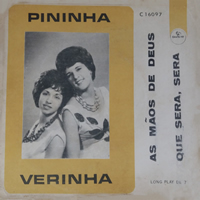 PININHA
C 16097
AS MÃOS DE DEUS
QUE SERA, SERA
VERINHA